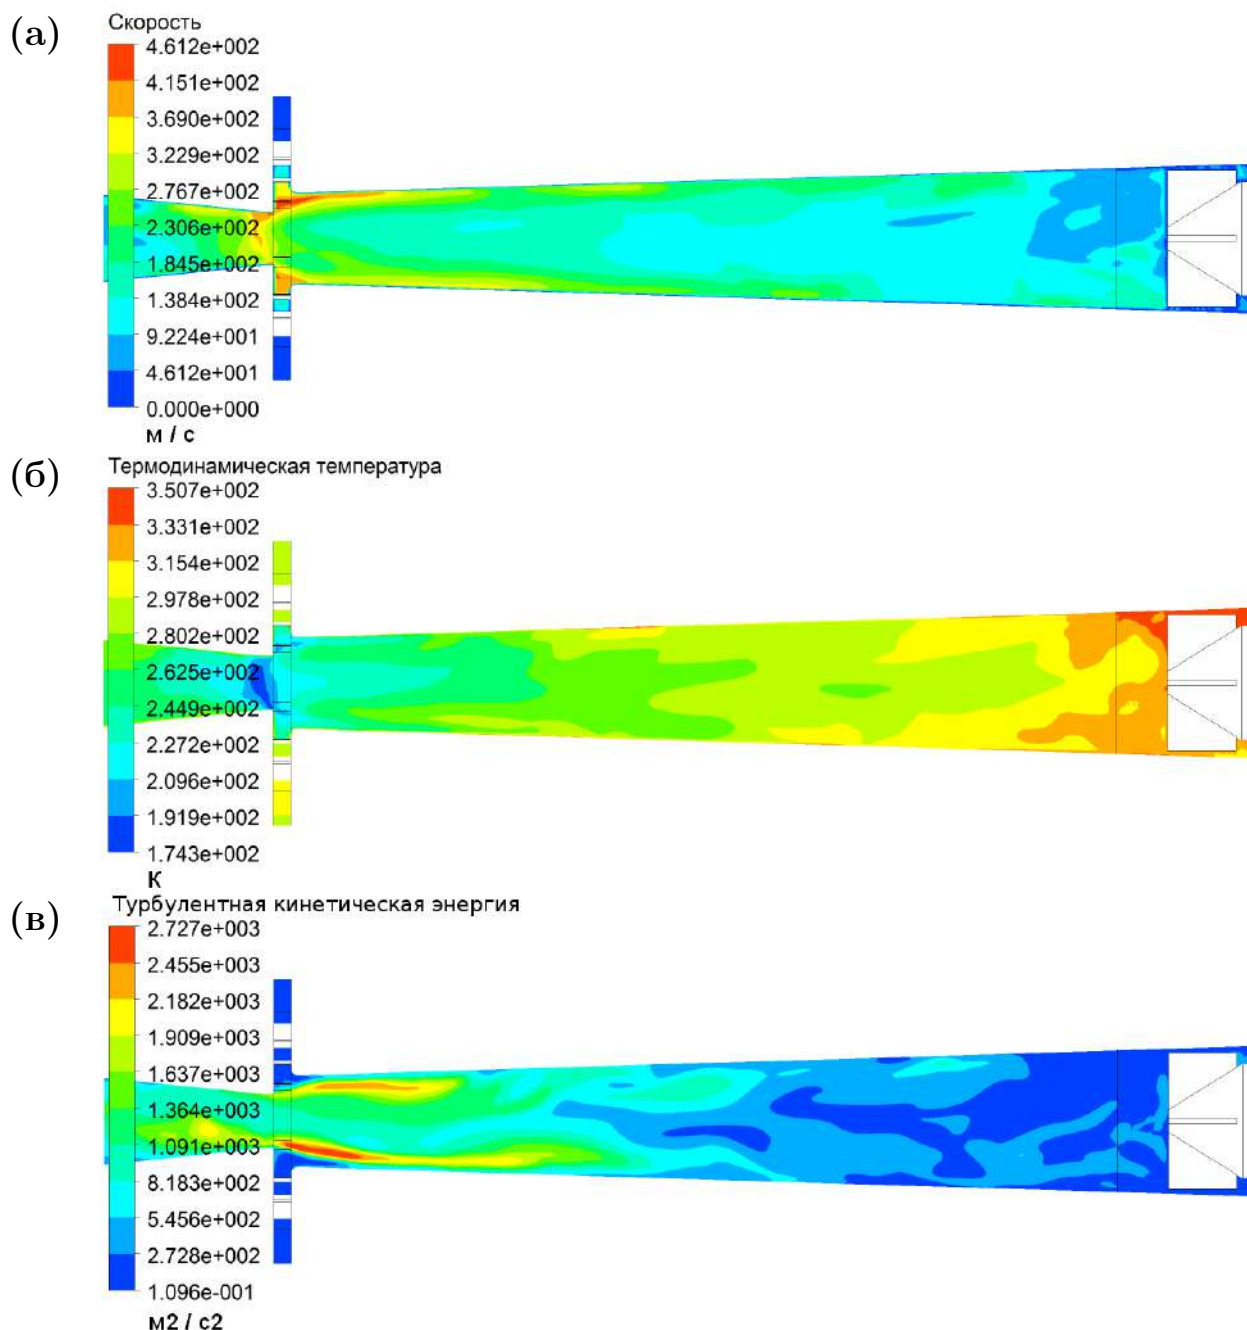 (а)
Скорость
4.612e+002
4.151e+002
3.690e+002
3.229e+002
2.767e+002
2.306e+002
1.845e+002
1.384e+002
9.224e+001
4.612e+001
0.000e+000
м / с
(б)
Термодинамическая температура
3.507e+002
3.331e+002
3.154e+002
2.978e+002
2.802e+002
2.625e+002
2.449e+002
2.272e+002
2.096e+002
1.919e+002
1.743e+002
К
(в)
Турбулентная кинетическая энергия
2.727e+003
2.455e+003
2.182e+003
1.909e+003
1.637e+003
1.364e+003
1.091e+003
8.183e+002
5.456e+002
2.728e+002
1.096e-001
м2 / с2